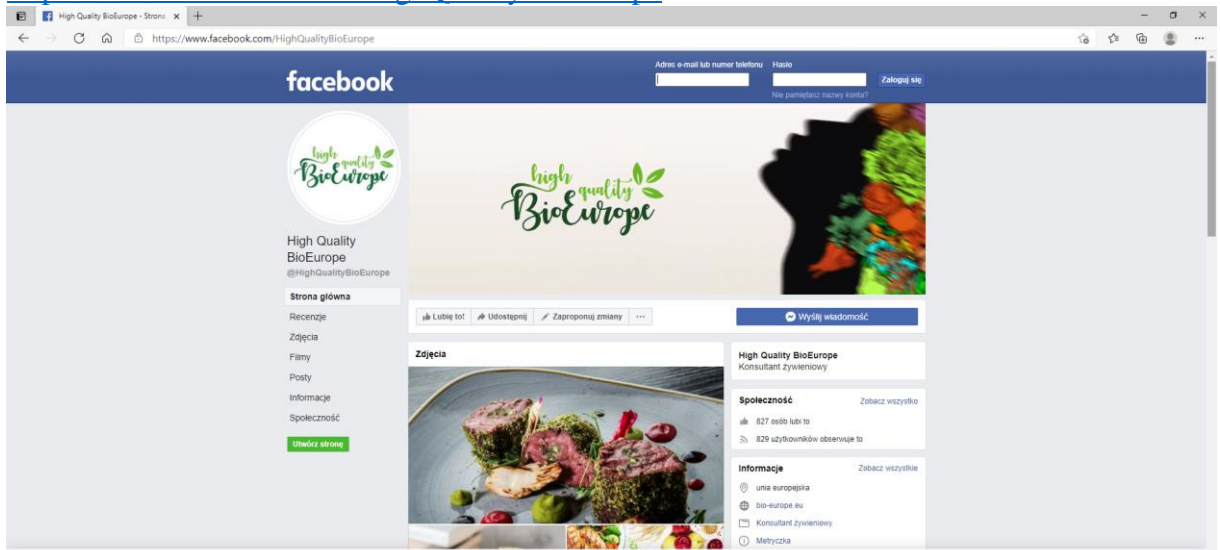 High Quality BioEurope - Strona
https://www.facebook.com/HighQualityBioEurope
facebook
Adres e-mail lub numer telefonu
Hasło
Zaloguj się
Nie pamiętasz nazwy konta?
high
quality
BioEurope
high
quality
BioEurope
High Quality
BioEurope
@HighQualityBioEurope
Strona główna
Recenzje
Zdjęcia
Filmy
Posty
Informacje
Społeczność
Utwórz stronę
Lubię to!
Udostępnij
Zaproponuj zmiany
Wyślij wiadomość
Zdjęcia
High Quality BioEurope
Konsultant żywieniowy
Społeczność
Zobacz wszystko
827 osób lubi to
829 użytkowników obserwuje to
Informacje
Zobacz wszystkie
unia europejska
bio-europe.eu
Konsultant żywieniowy
Metryczka